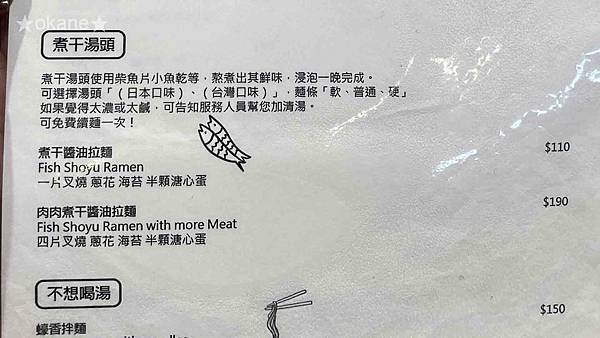 ★okane★
煮干湯頭
煮干湯頭使用柴魚片小魚乾等，熬煮出其鮮味，浸泡一晚完成。
可選擇湯頭「（日本口味）、（台灣口味）」，麵條「軟、普通、硬」
如果覺得太濃或太鹹，可告知服務人員幫您加清湯。
可免費續麵一次！
煮干醬油拉麵 $110
Fish Shoyu Ramen
一片叉燒 蔥花 海苔 半顆溏心蛋
肉肉煮干醬油拉麵 $190
Fish Shoyu Ramen with more Meat
四片叉燒 蔥花 海苔 半顆溏心蛋
不想喝湯
蠔香拌麵 $150